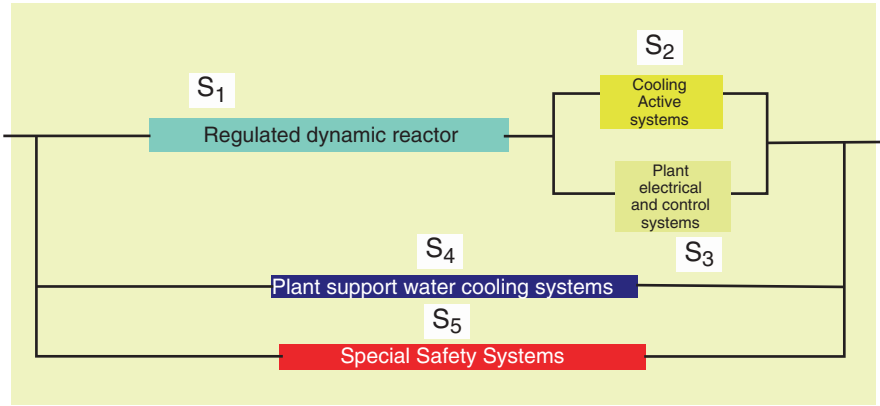 S2
Cooling
Active
systems
S1
Regulated dynamic reactor
Plant
electrical
and control
systems
S4
S3
Plant support water cooling systems
S5
Special Safety Systems